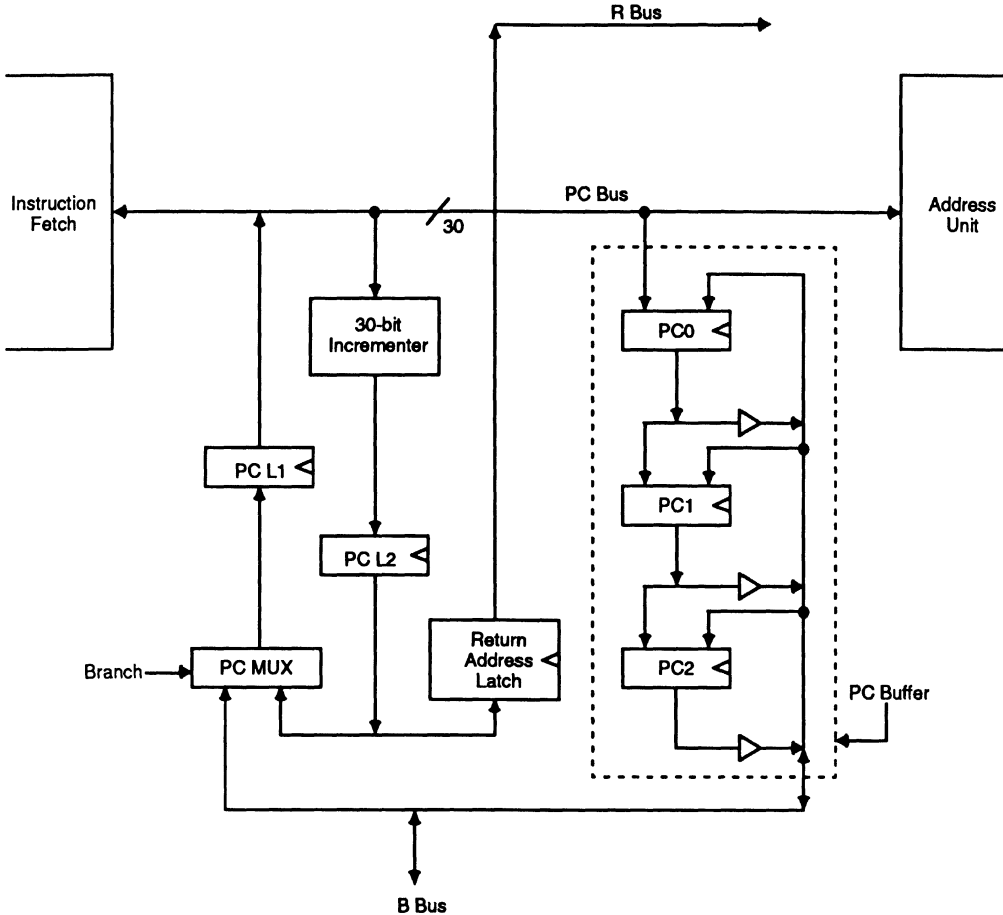 R Bus
Instruction
Fetch
PC Bus
30
Address
Unit
30-bit
Incrementer
PC0
PC L1
PC1
PC L2
Return
Address
Latch
Branch
PC MUX
PC2
PC Buffer
B Bus